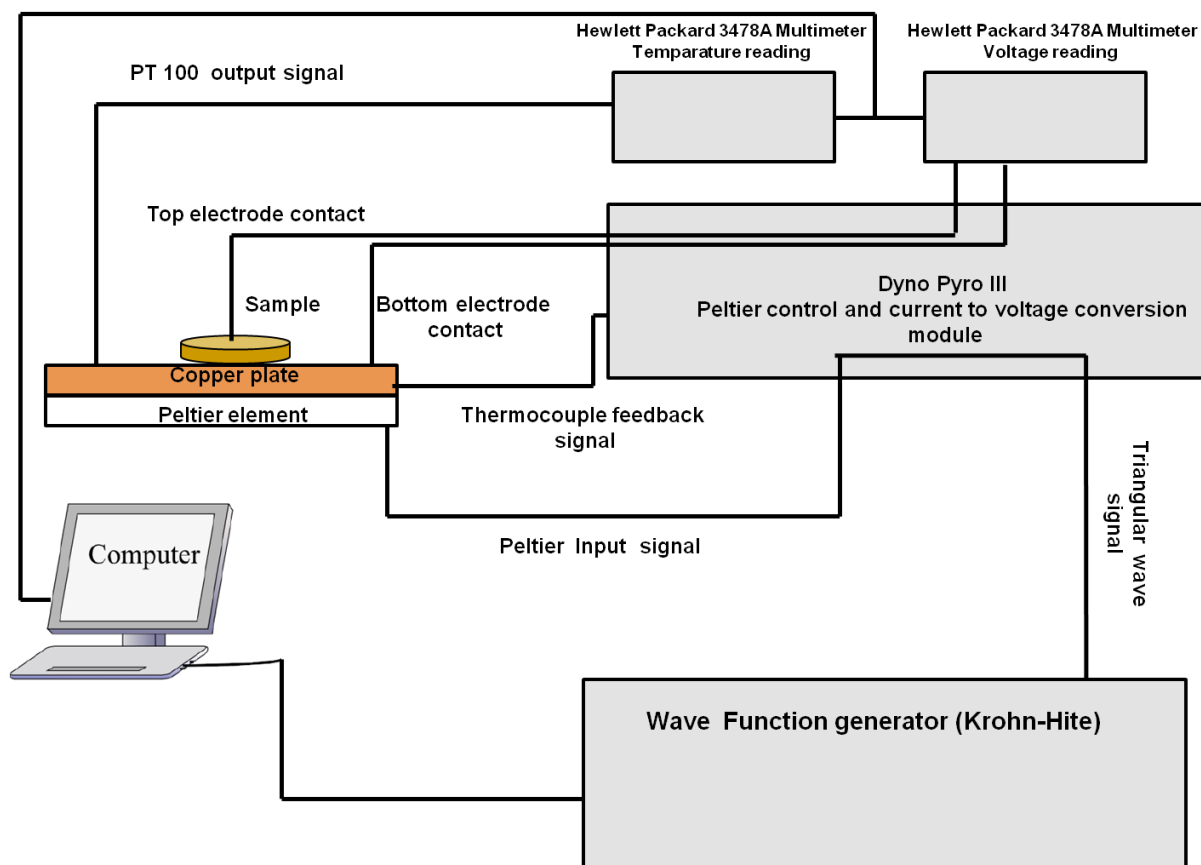 Hewlett Packard 3478A Multimeter
Temparature reading
Hewlett Packard 3478A Multimeter
Voltage reading
PT 100 output signal
Top electrode contact
Sample
Bottom electrode
contact
Dyno Pyro III
Peltier control and current to voltage conversion
module
Copper plate
Peltier element
Thermocouple feedback
signal
Triangular wave
signal
Peltier Input signal
Computer
Wave Function generator (Krohn-Hite)